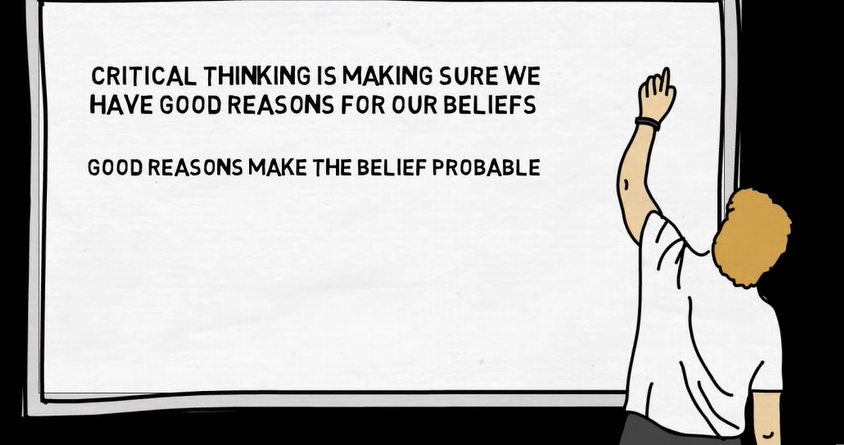 CRITICAL THINKING IS MAKING SURE WE
HAVE GOOD REASONS FOR OUR BELIEFS
GOOD REASONS MAKE THE BELIEF PROBABLE